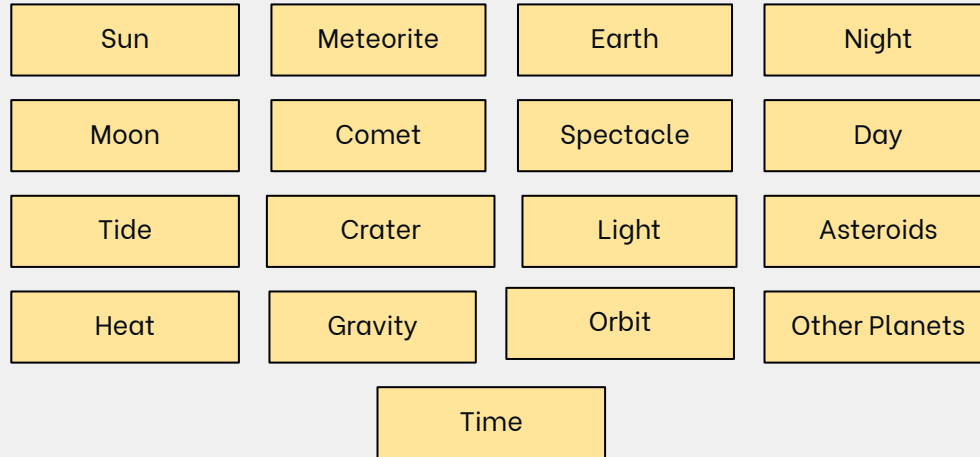 Sun
Meteorite
Earth
Night
Moon
Comet
Spectacle
Day
Tide
Crater
Light
Asteroids
Heat
Gravity
Orbit
Other Planets
Time